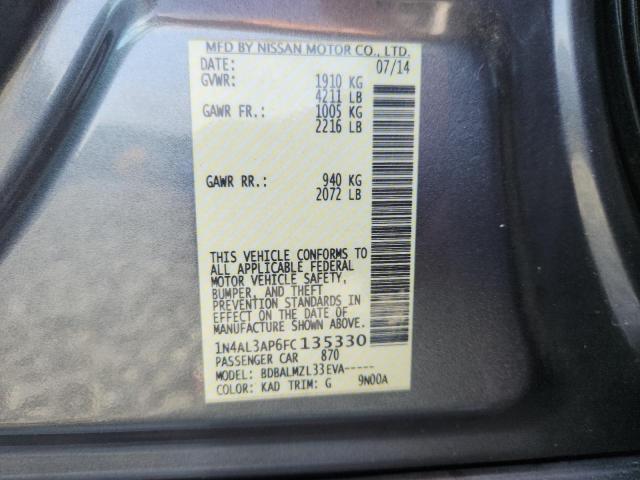 MFD BY NISSAN MOTOR CO., LTD.
DATE: 07/14
GVWR: 1910 KG
4211 LB
GAWR FR.: 1005 KG
2216 LB
GAWR RR.: 940 KG
2072 LB
THIS VEHICLE CONFORMS TO
ALL APPLICABLE FEDERAL
MOTOR VEHICLE SAFETY,
BUMPER, AND THEFT
PREVENTION STANDARDS IN
EFFECT ON THE DATE OF
MANUFACTURE SHOWN ABOVE.
1N4AL3AP6FC135330
PASSENGER CAR 870
MODEL: BDBALMZL33EVA-----
COLOR: KAD TRIM: G 9N00A